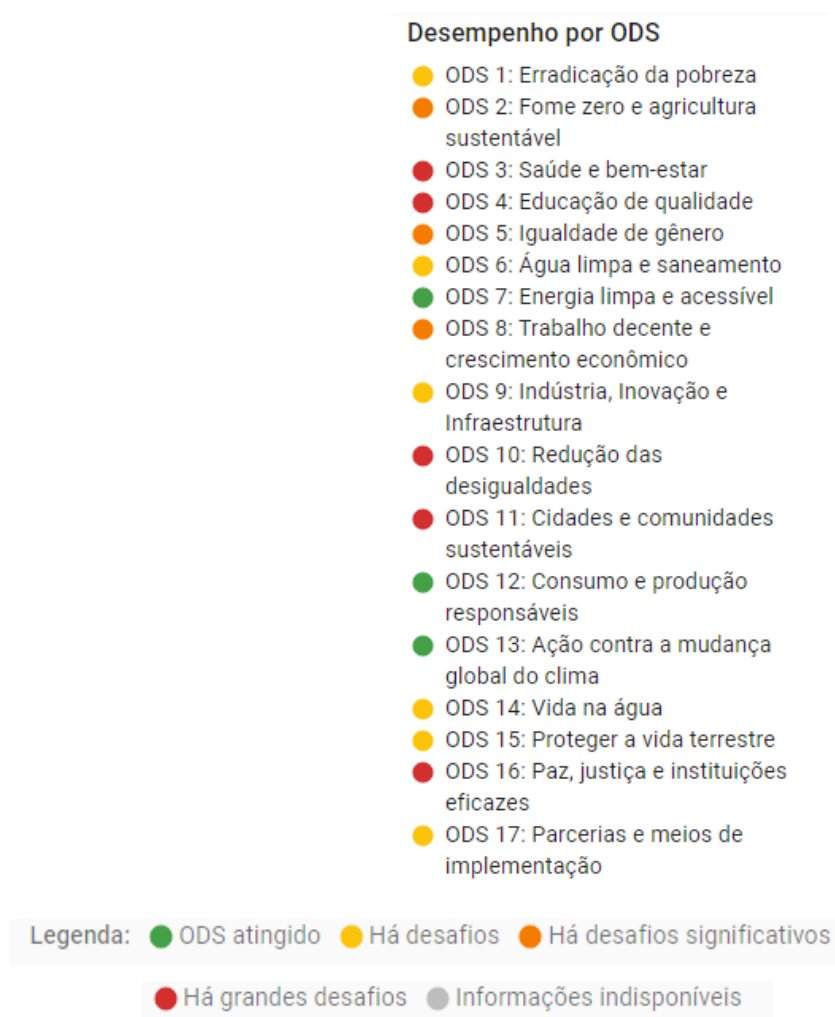 Desempenho por ODS
ODS 1: Erradicação da pobreza
ODS 2: Fome zero e agricultura
sustentável
ODS 3: Saúde e bem-estar
ODS 4: Educação de qualidade
ODS 5: Igualdade de gênero
ODS 6: Água limpa e saneamento
ODS 7: Energia limpa e acessível
ODS 8: Trabalho decente e
crescimento econômico
ODS 9: Indústria, Inovação e
Infraestrutura
ODS 10: Redução das
desigualdades
ODS 11: Cidades e comunidades
sustentáveis
ODS 12: Consumo e produção
responsáveis
ODS 13: Ação contra a mudança
global do clima
ODS 14: Vida na água
ODS 15: Proteger a vida terrestre
ODS 16: Paz, justiça e instituições
eficazes
ODS 17: Parcerias e meios de
implementação
Legenda: ODS atingido Há desafios Há desafios significativos
Há grandes desafios Informações indisponíveis